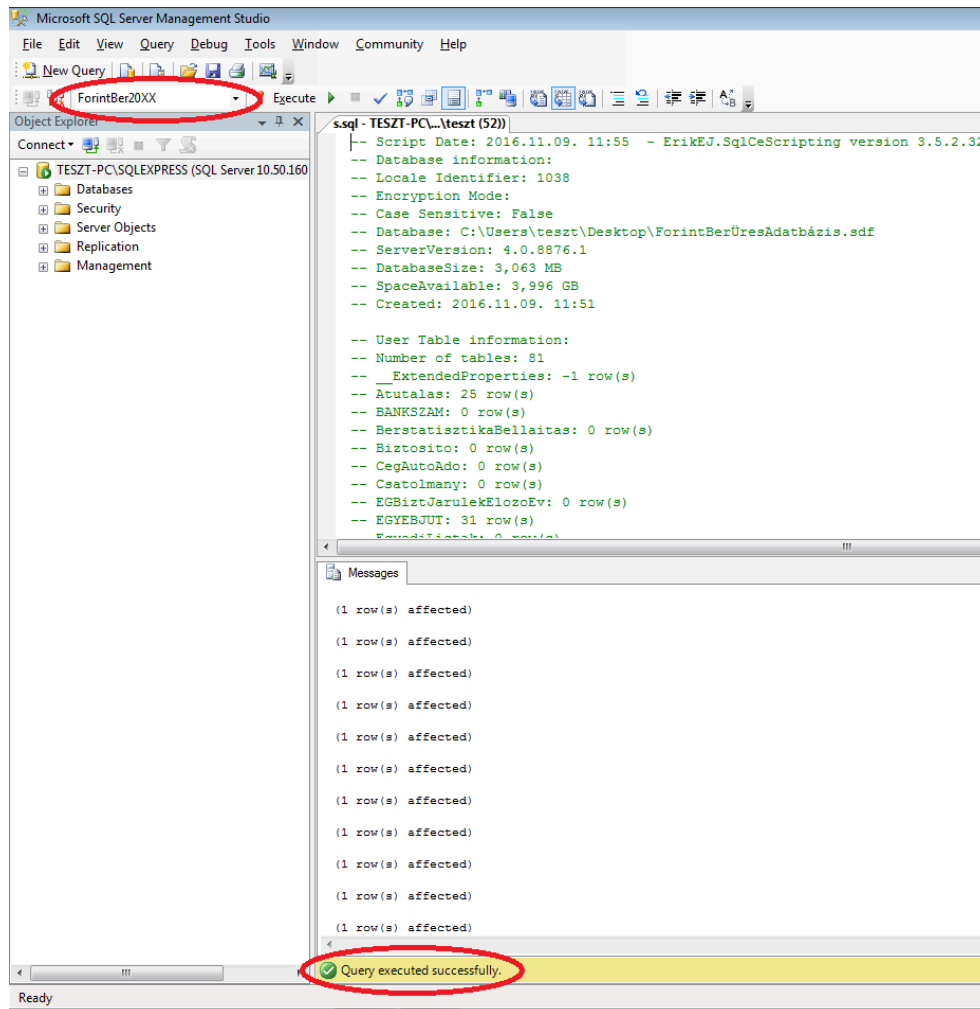 Microsoft SQL Server Management Studio
File Edit View Query Debug Tools Window Community Help
New Query
ForintBer20XX Execute
Object Explorer
Connect
TESZT-PC\SQLEXPRESS (SQL Server 10.50.160
Databases
Security
Server Objects
Replication
Management
s.sql - TESZT-PC\...\teszt (52))
-- Script Date: 2016.11.09. 11:55 - ErikEJ.SqlCeScripting version 3.5.2.32
-- Database information:
-- Locale Identifier: 1038
-- Encryption Mode:
-- Case Sensitive: False
-- Database: C:\Users\teszt\Desktop\ForintBerÜresAdatbázis.sdf
-- ServerVersion: 4.0.8876.1
-- DatabaseSize: 3,063 MB
-- SpaceAvailable: 3,996 GB
-- Created: 2016.11.09. 11:51
-- User Table information:
-- Number of tables: 81
-- __ExtendedProperties: -1 row(s)
-- Atutalas: 25 row(s)
-- BANKSZAM: 0 row(s)
-- BerstatisztikaBellaitas: 0 row(s)
-- Biztosito: 0 row(s)
-- CegAutoAdo: 0 row(s)
-- Csatolmany: 0 row(s)
-- EGBiztJarulekElozoEv: 0 row(s)
-- EGYEBJUT: 31 row(s)
-- EgyediListak: 0 row(s)
Messages
(1 row(s) affected)
(1 row(s) affected)
(1 row(s) affected)
(1 row(s) affected)
(1 row(s) affected)
(1 row(s) affected)
(1 row(s) affected)
(1 row(s) affected)
(1 row(s) affected)
(1 row(s) affected)
(1 row(s) affected)
Query executed successfully.
Ready